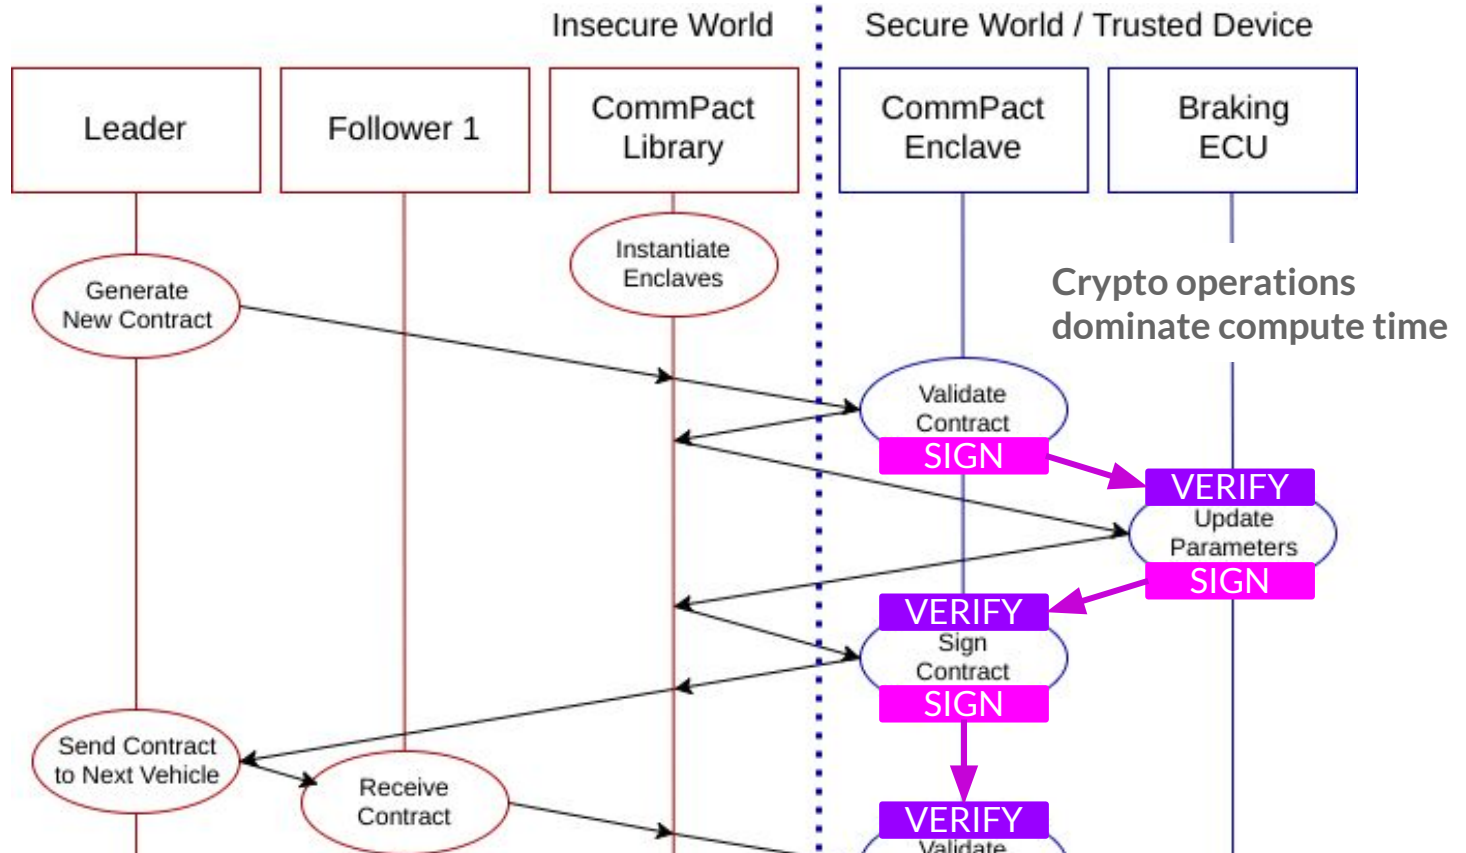 Insecure World
Secure World / Trusted Device
Leader
Follower 1
CommPact
Library
CommPact
Enclave
Braking
ECU
Instantiate
Enclaves
Generate
New Contract
Crypto operations
dominate compute time
Validate
Contract
SIGN
VERIFY
Update
Parameters
SIGN
VERIFY
Sign
Contract
SIGN
Send Contract
to Next Vehicle
Receive
Contract
VERIFY
Validate